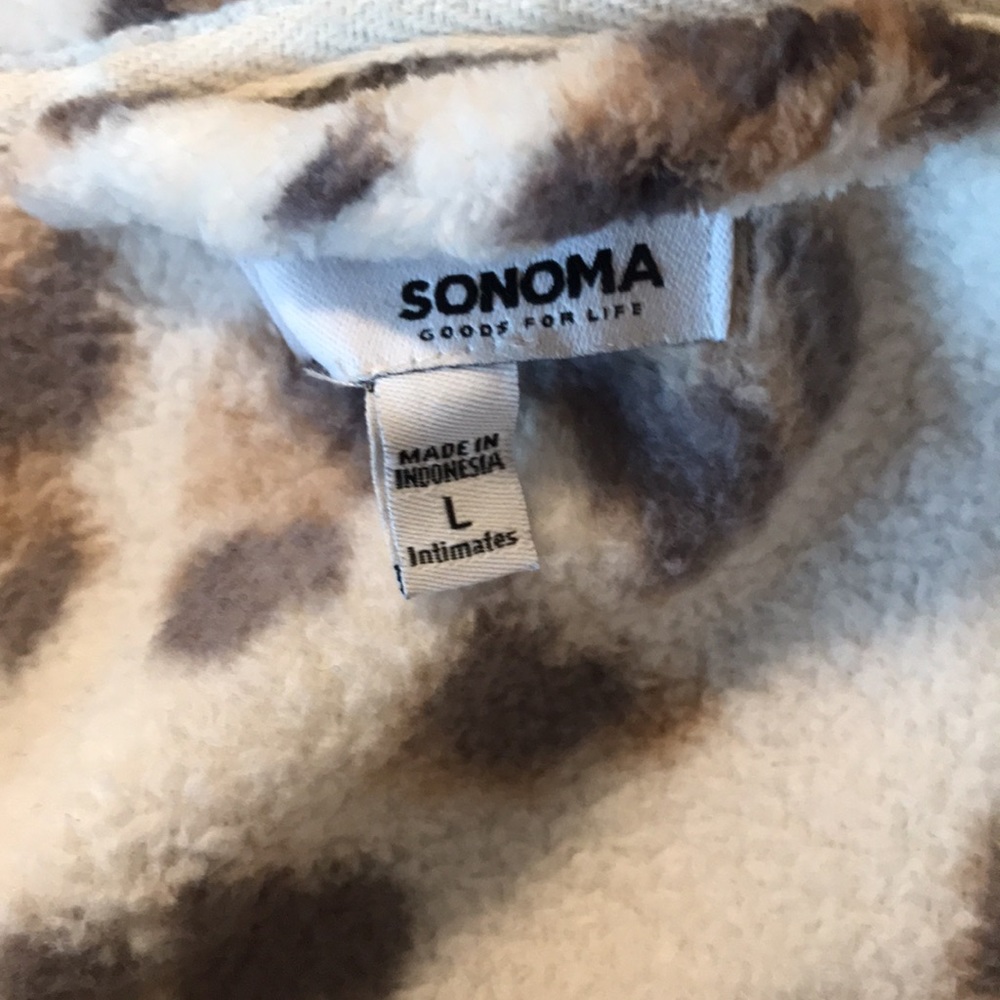 SONOMA
GOODS FOR LIFE
MADE IN
INDONESIA
L
Intimates